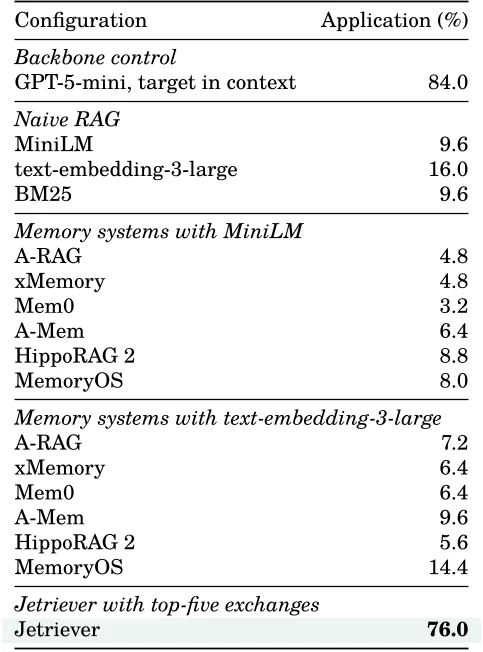 Configuration Application (%)
Backbone control
GPT-5-mini, target in context 84.0
Naive RAG
MiniLM 9.6
text-embedding-3-large 16.0
BM25 9.6
Memory systems with MiniLM
A-RAG 4.8
xMemory 4.8
Mem0 3.2
A-Mem 6.4
HippoRAG 2 8.8
MemoryOS 8.0
Memory systems with text-embedding-3-large
A-RAG 7.2
xMemory 6.4
Mem0 6.4
A-Mem 9.6
HippoRAG 2 5.6
MemoryOS 14.4
Jetriever with top-five exchanges
Jetriever 76.0